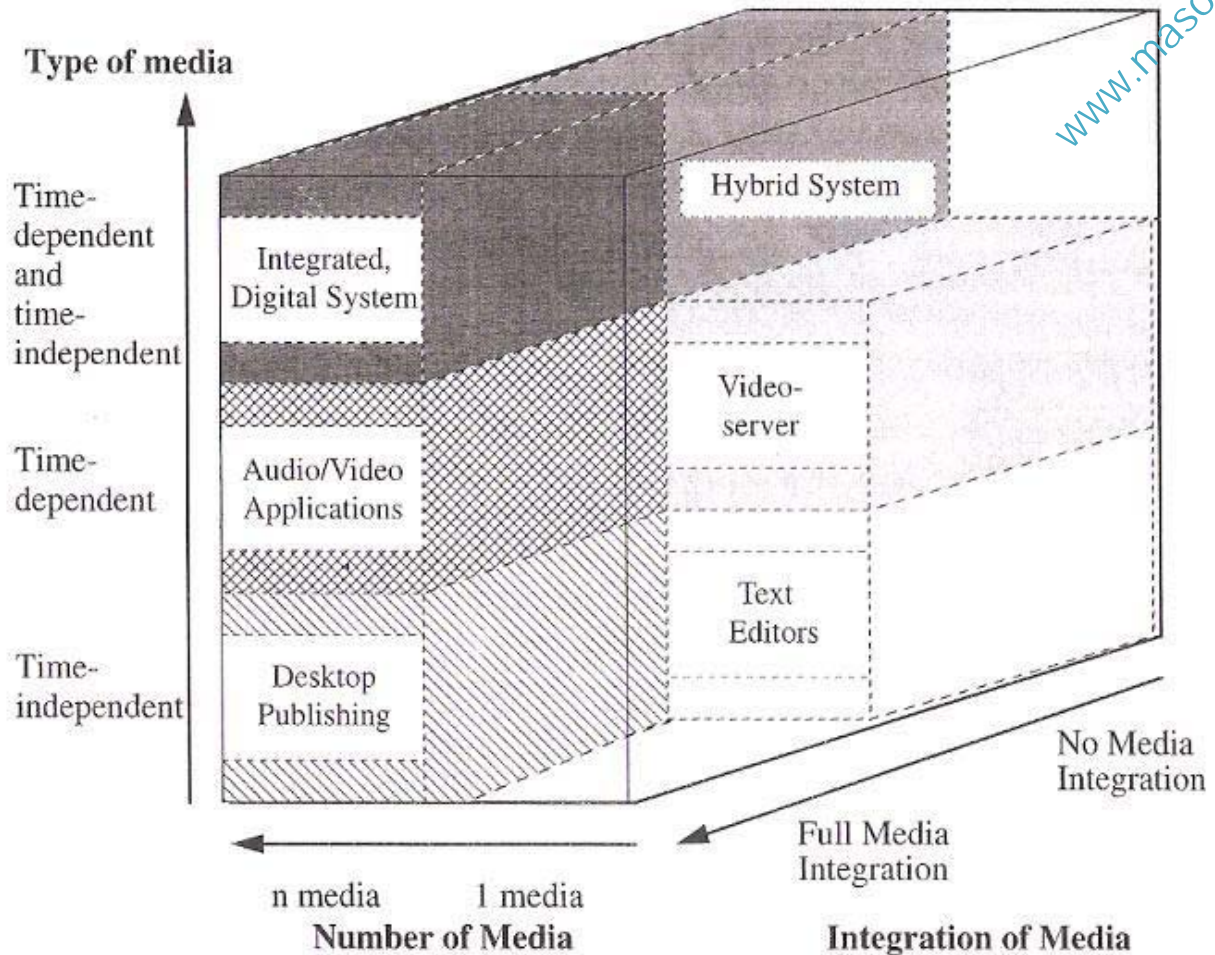 www.maso
Type of media
Time-
dependent
and
time-
independent
Integrated,
Digital System
Hybrid System
Time-
dependent
Audio/Video
Applications
Video-
server
Time-
independent
Desktop
Publishing
Text
Editors
No Media
Integration
Full Media
Integration
n media 1 media
Number of Media
Integration of Media